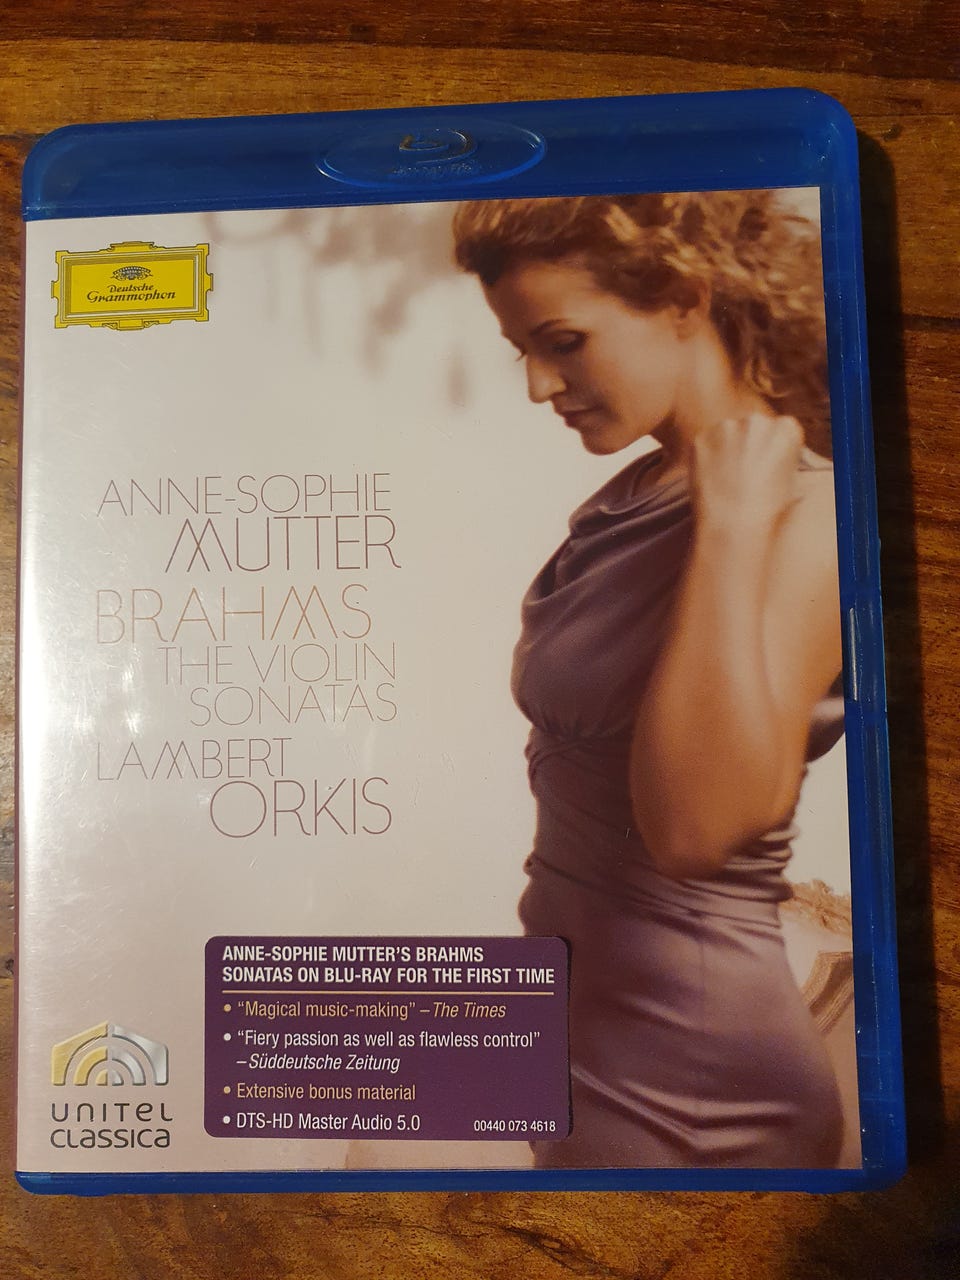 Deutsche
Grammophon
ANNE-SOPHIE
MUTTER
BRAHMS
THE VIOLIN
SONATAS
LAMBERT
ORKIS
ANNE-SOPHIE MUTTER'S BRAHMS
SONATAS ON BLU-RAY FOR THE FIRST TIME
• “Magical music-making” – The Times
• “Fiery passion as well as flawless control”
– Süddeutsche Zeitung
• Extensive bonus material
• DTS-HD Master Audio 5.0 00440 073 4618
UNITEL
CLASSICA